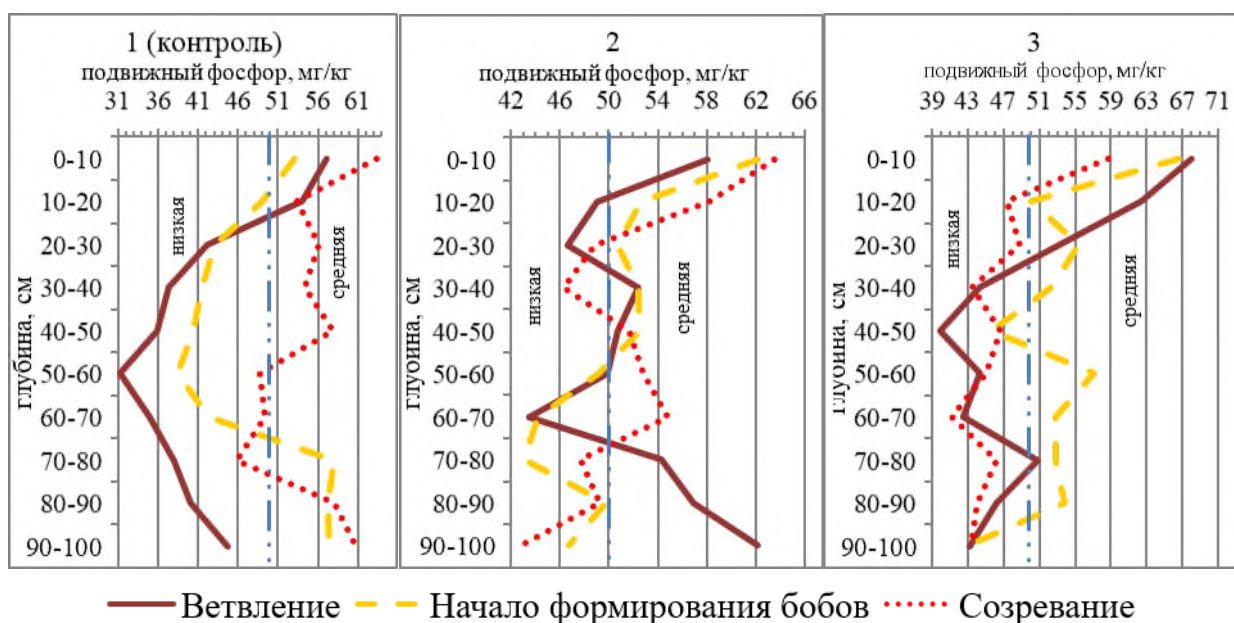 1 (контроль)
подвижный фосфор, мг/кг
31 36 41 46 51 56 61
глубина, см
0-10
10-20
20-30
30-40
40-50
50-60
60-70
70-80
80-90
90-100
низкая
средняя
2
подвижный фосфор, мг/кг
42 46 50 54 58 62 66
глубина, см
0-10
10-20
20-30
30-40
40-50
50-60
60-70
70-80
80-90
90-100
низкая
средняя
3
подвижный фосфор, мг/кг
39 43 47 51 55 59 63 67 71
глубина, см
0-10
10-20
20-30
30-40
40-50
50-60
60-70
70-80
80-90
90-100
низкая
средняя
Ветвление Начало формирования бобов Созревание